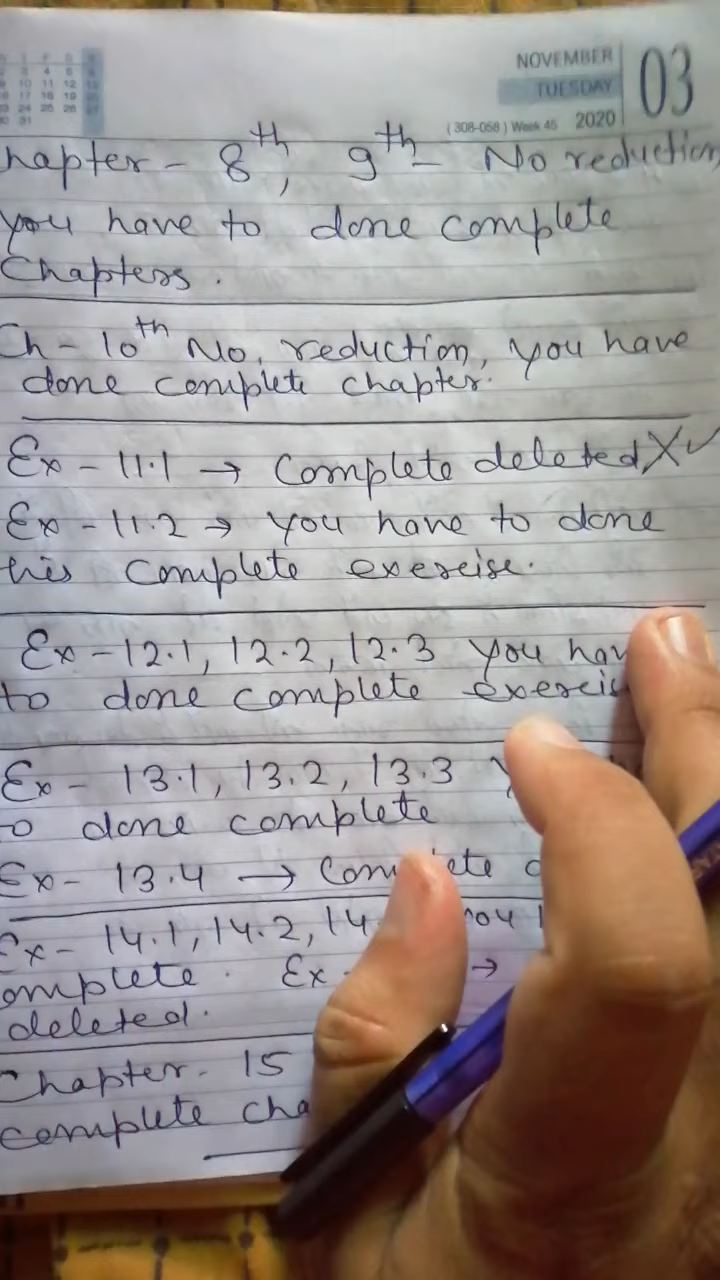 NOVEMBER
TUESDAY
03
(308-058) Week 45 2020
hapter - 8th, 9th - No reduction,
you have to done complete
Chapters.
Ch - 10th No, reduction, you have
done complete chapter.
Ex - 11.1 → Complete deleted X✓
Ex - 11.2 → you have to done
his complete exercise.
Ex - 12.1, 12.2, 12.3 you hav
to done complete exerci
Ex - 13.1, 13.2, 13.3
o done complete
Ex - 13.4 → Com ete
Ex - 14.1, 14.2, 14
omplete. Ex →
deleted.
Chapter - 15
complete cha